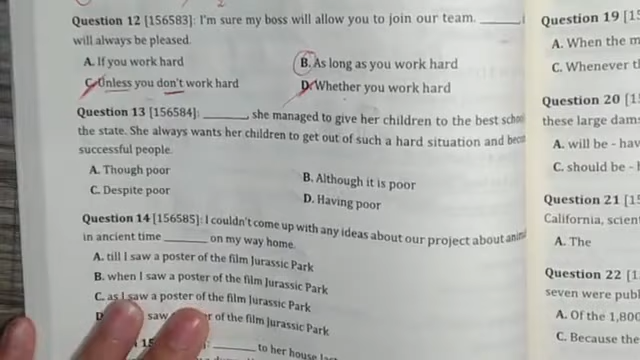 Question 12 [156583]: I'm sure my boss will allow you to join our team. ______,
will always be pleased.
A. If you work hard
B. As long as you work hard
C. Unless you don't work hard
D. Whether you work hard
Question 13 [156584]: ______, she managed to give her children to the best
the state. She always wants her children to get out of such a hard situation and
successful people.
A. Though poor
B. Although it is poor
C. Despite poor
D. Having poor
Question 14 [156585]: I couldn't come up with any ideas about our project about
in ancient time ______ on my way home.
A. till I saw a poster of the film Jurassic Park
B. when I saw a poster of the film Jurassic Park
C. as I saw a poster of the film Jurassic Park
saw of the film Jurassic Park
______ to her house
Question 19 [1
A. When the
C. Whenever
Question 20 [1
these large
A. will be -
C. should be -
Question 21 [1
California,
A. The
Question 22 [1
seven were
A. Of the
C. Because the